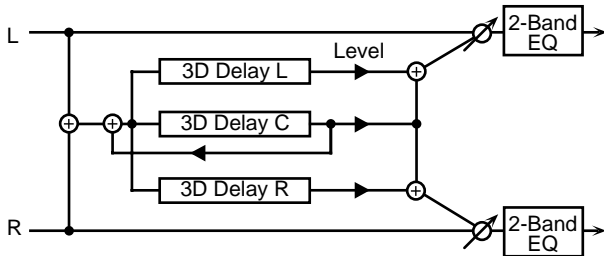 L
2-Band
EQ
Level
3D Delay L
3D Delay C
3D Delay R
R
2-Band
EQ